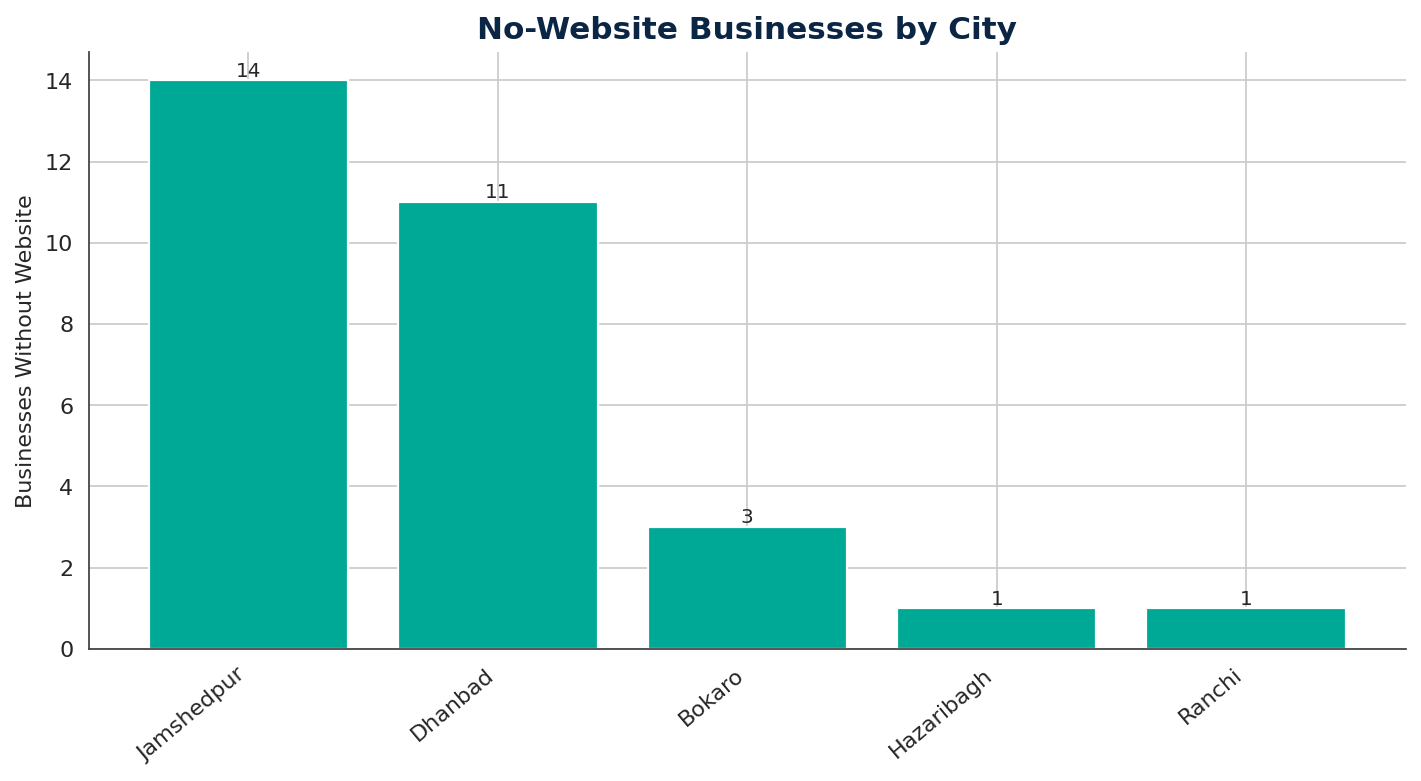 No-Website Businesses by City
Businesses Without Website
14
12
10
8
6
4
2
0
14
11
3
1
1
Jamshedpur
Dhanbad
Bokaro
Hazaribagh
Ranchi